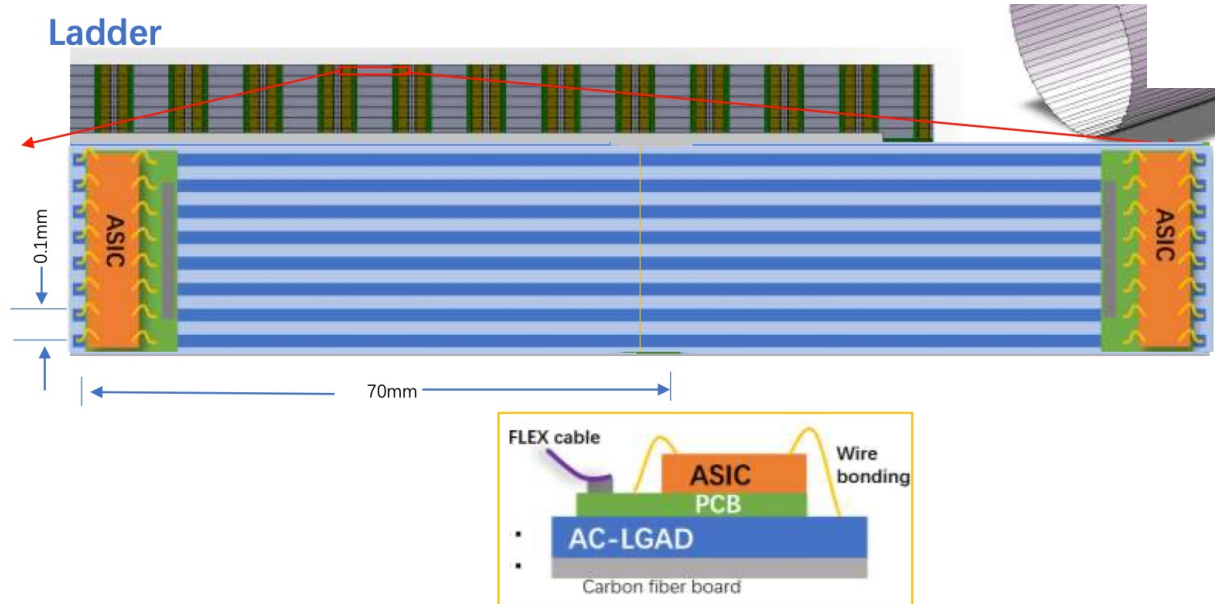 Ladder
ASIC
ASIC
0.1mm
70mm
FLEX cable
Wire
bonding
ASIC
PCB
AC-LGAD
Carbon fiber board